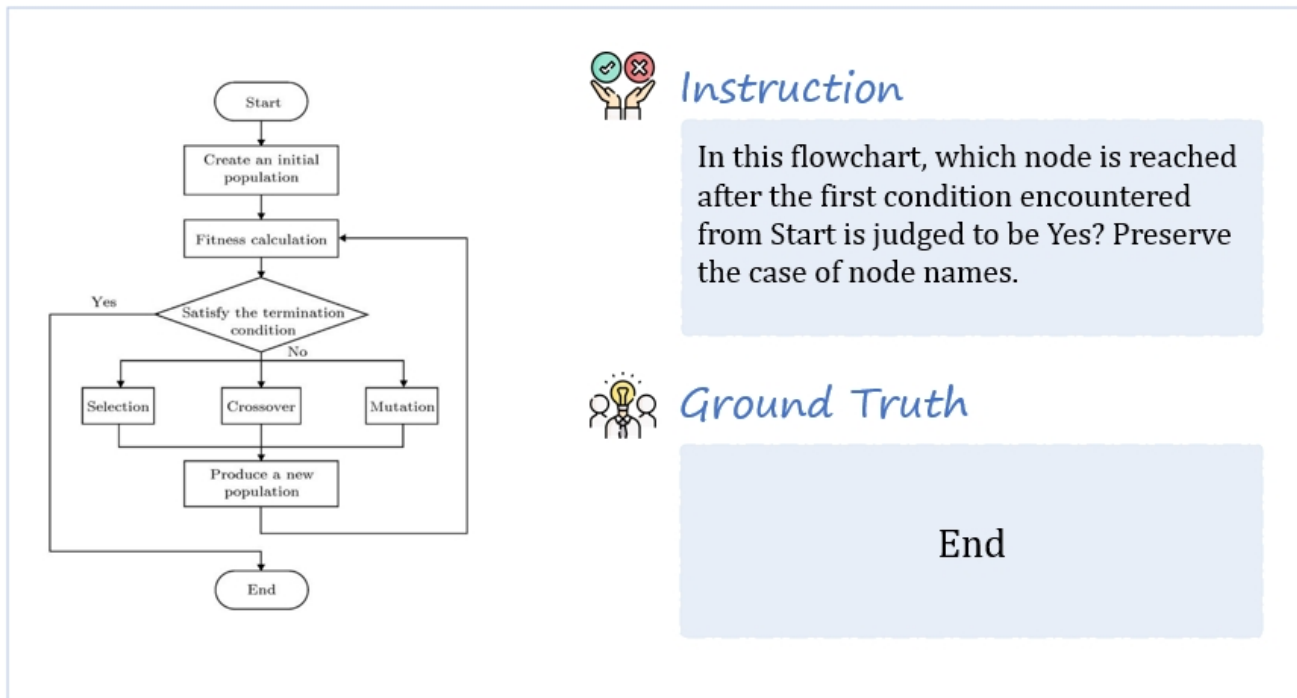 Start
Create an initial
population
Fitness calculation
Yes
Satisfy the termination
condition
No
Selection
Crossover
Mutation
Produce a new
population
End
Instruction
In this flowchart, which node is reached
after the first condition encountered
from Start is judged to be Yes? Preserve
the case of node names.
Ground Truth
End